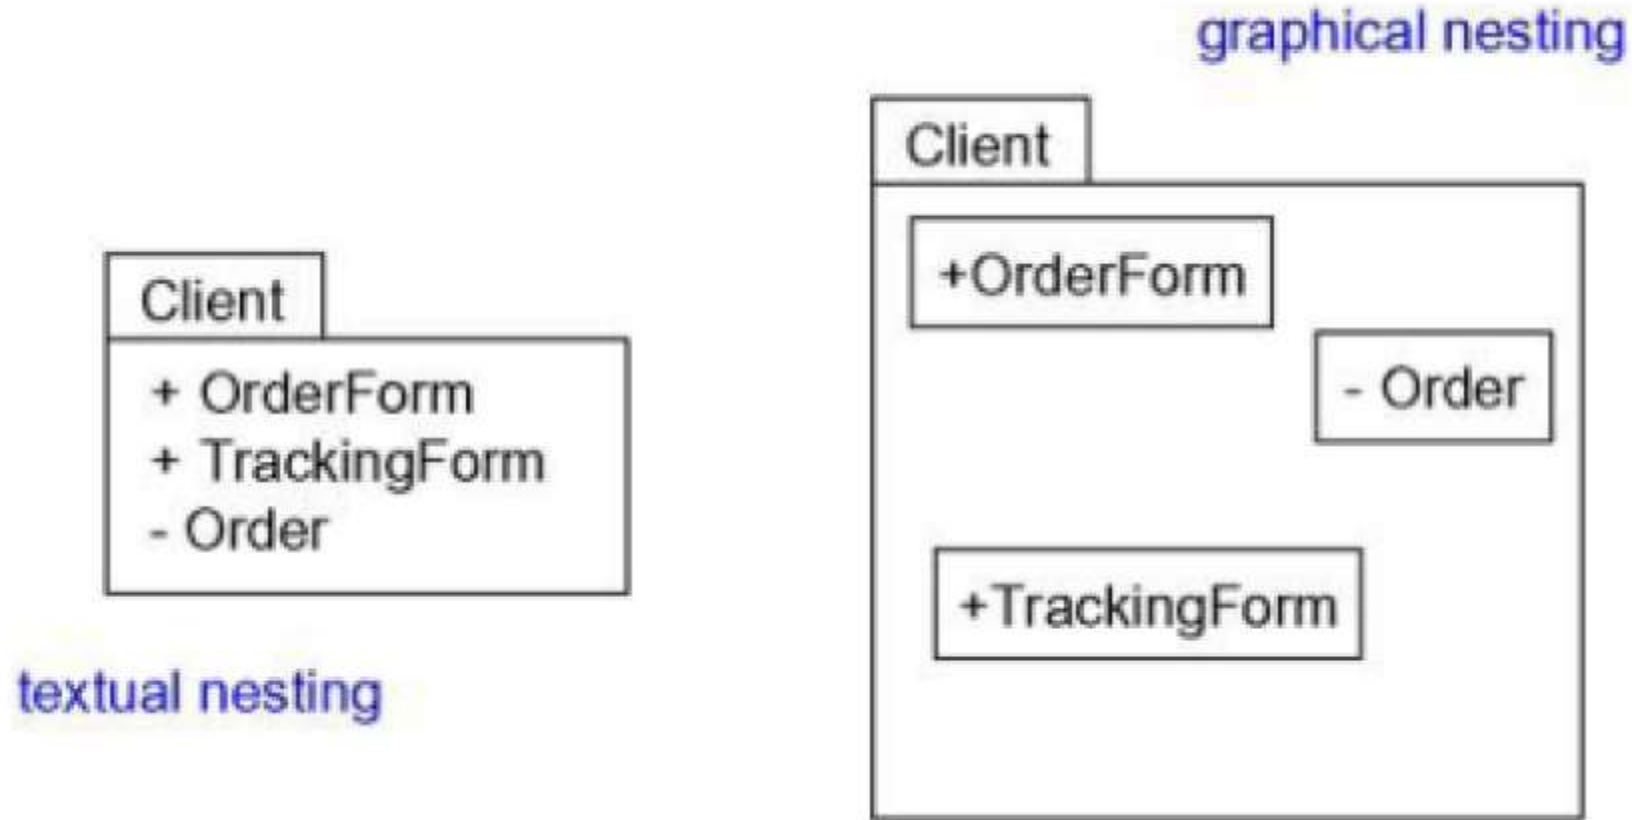 graphical nesting
Client
+ OrderForm
+ TrackingForm
- Order
textual nesting
Client
+OrderForm
- Order
+TrackingForm